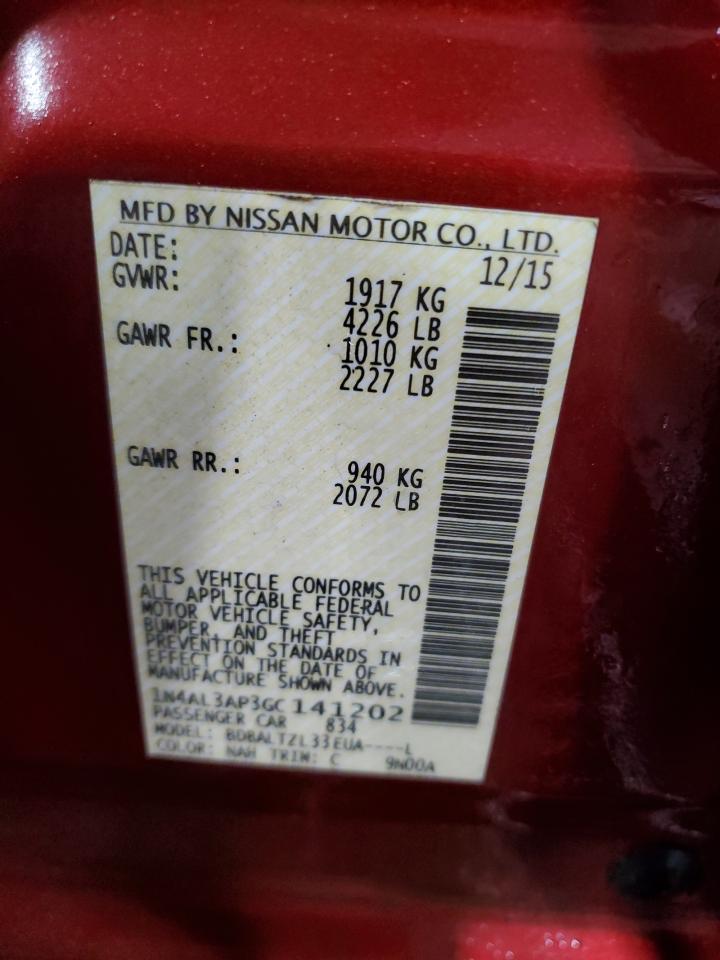 MFD BY NISSAN MOTOR CO., LTD.
DATE: 12/15
GVWR: 1917 KG
4226 LB
GAWR FR.: 1010 KG
2227 LB
GAWR RR.: 940 KG
2072 LB
THIS VEHICLE CONFORMS TO
ALL APPLICABLE FEDERAL
MOTOR VEHICLE SAFETY,
BUMPER, AND THEFT
PREVENTION STANDARDS IN
EFFECT ON THE DATE OF
MANUFACTURE SHOWN ABOVE.
1N4AL3AP3GC141202
PASSENGER CAR 834
MODEL: BDBALTZL33EUA----L
COLOR: NAH TRIM: C 9N00A